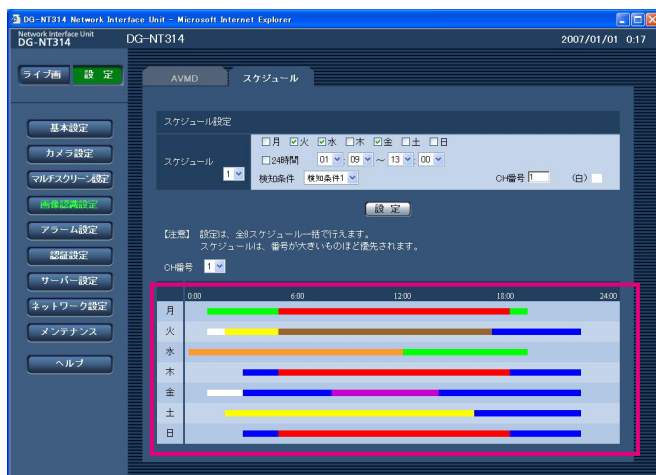 DG-NT314 Network Interface Unit - Microsoft Internet Explorer
Network Interface Unit
DG-NT314
DG-NT314
2007/01/01 0:17
ライブ画 設 定
AVMD スケジュール
基本設定
カメラ設定
マルチスクリーン設定
画像認識設定
アラーム設定
認証設定
サーバー設定
ネットワーク設定
メンテナンス
ヘルプ
スケジュール設定
スケジュール 1
月 火 水 木 金 土 日
24時間 01 : 09 ～ 13 : 00
検知条件 検知条件1 CH番号 1 (白)
設 定
【注意】 設定は、全8スケジュール一括で行えます。
スケジュールは、番号が大きいものほど優先されます。
CH番号 1
0:00 6:00 12:00 18:00 24:00
月
火
水
木
金
土
日